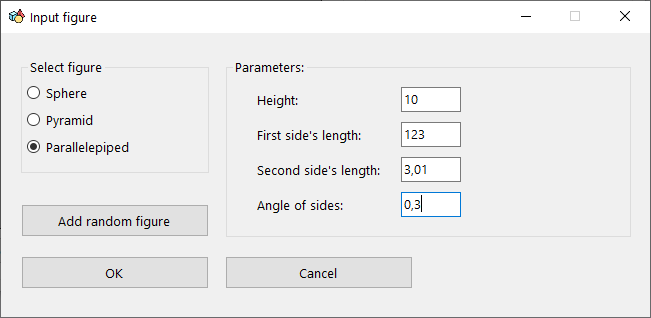 Input figure
Select figure
Sphere
Pyramid
Parallelepiped
Parameters:
Height: 10
First side's length: 123
Second side's length: 3,01
Angle of sides: 0,3
Add random figure
OK
Cancel